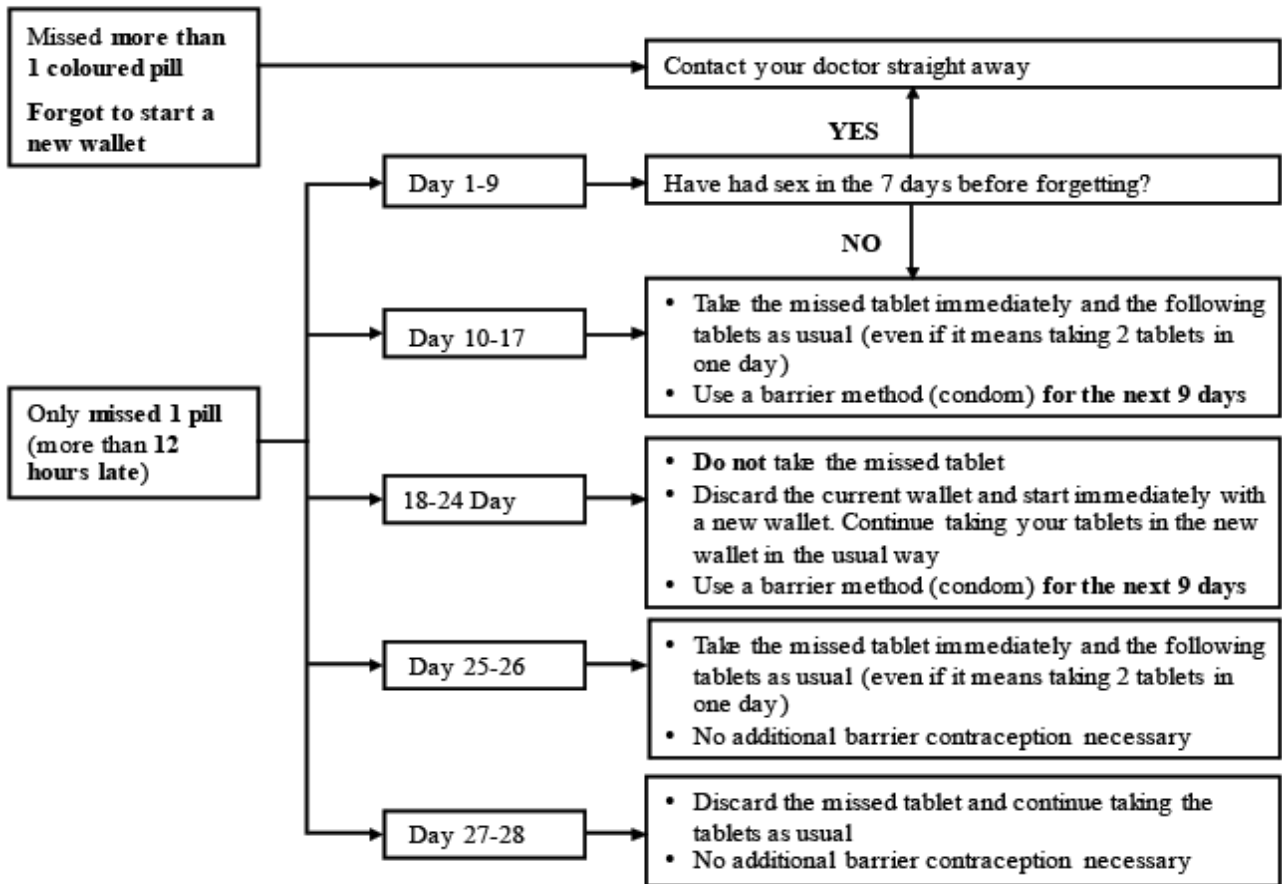 Missed more than
1 coloured pill
Forgot to start a
new wallet
Contact your doctor straight away
YES
Day 1-9
Have had sex in the 7 days before forgetting?
NO
Day 10-17
• Take the missed tablet immediately and the following
tablets as usual (even if it means taking 2 tablets in
one day)
• Use a barrier method (condom) for the next 9 days
Only missed 1 pill
(more than 12
hours late)
18-24 Day
• Do not take the missed tablet
• Discard the current wallet and start immediately with
a new wallet. Continue taking your tablets in the new
wallet in the usual way
• Use a barrier method (condom) for the next 9 days
Day 25-26
• Take the missed tablet immediately and the following
tablets as usual (even if it means taking 2 tablets in
one day)
• No additional barrier contraception necessary
Day 27-28
• Discard the missed tablet and continue taking the
tablets as usual
• No additional barrier contraception necessary